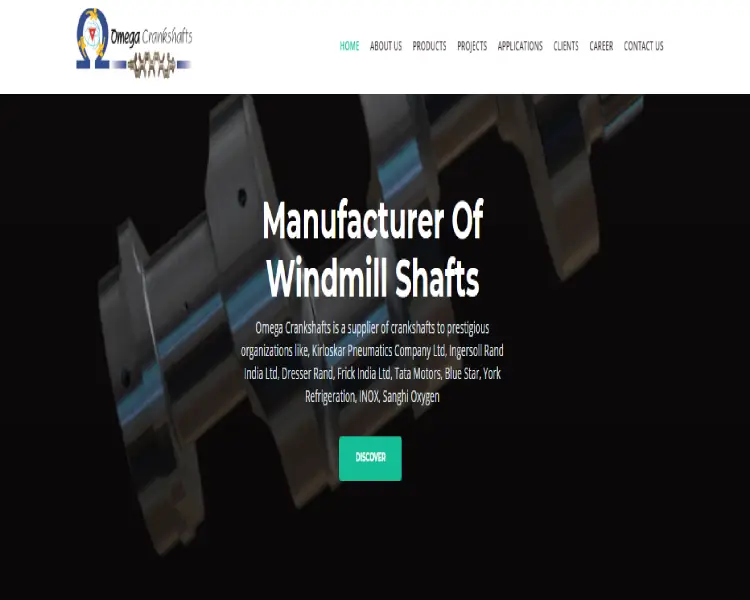 Omega Crankshafts
HOME ABOUT US PRODUCTS PROJECTS APPLICATIONS CLIENTS CAREER CONTACT US
Manufacturer Of
Windmill Shafts
Omega Crankshafts is a supplier of crankshafts to prestigious
organizations like, Kirloskar Pneumatics Company Ltd, Ingersoll Rand
India Ltd, Dresser Rand, Frick India Ltd, Tata Motors, Blue Star, York
Refrigeration, INOX, Sanghi Oxygen
DISCOVER